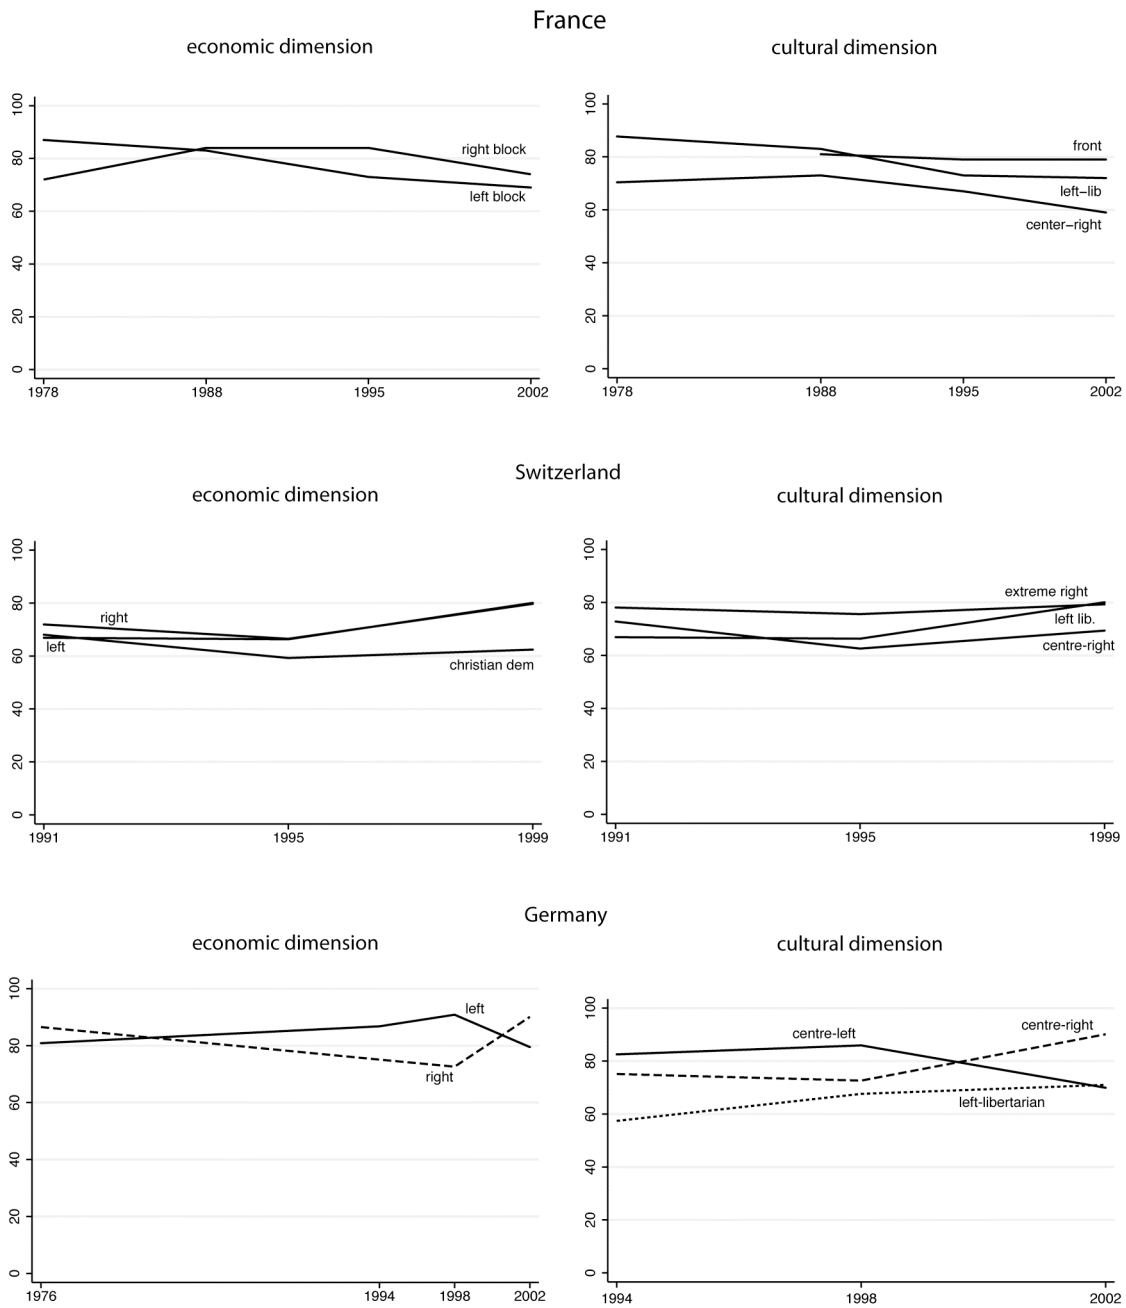 France
economic dimension
cultural dimension
100
80
60
40
20
0
right block
left block
1978
1988
1995
2002
100
80
60
40
20
0
front
left–lib
center–right
1978
1988
1995
2002
Switzerland
economic dimension
cultural dimension
100
80
60
40
20
0
right
left
christian dem
1991
1995
1999
100
80
60
40
20
0
extreme right
left lib.
centre-right
1991
1995
1999
Germany
economic dimension
cultural dimension
100
80
60
40
20
0
left
right
1976
1994
1998
2002
100
80
60
40
20
0
centre-left
centre-right
left-libertarian
1994
1998
2002